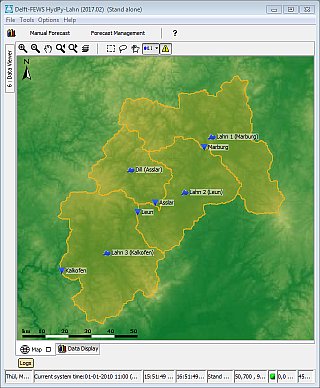 Delft-FEWS HydPy-Lahn (2017.02) (Stand alone)
File Tools Options Help
Manual Forecast Forecast Management ?
6 : Data Viewer
all
N
Lahn 1 (Marburg)
Marburg
Dill (Asslar)
Lahn 2 (Leun)
Asslar
Leun
Lahn 3 (Kalkofen)
Kalkofen
km 10 20 30 40 50
Map Data Display
Logs
Thil, M... Current system time:01-01-2010 11:00 (... 15:51:49 ... 16:51:49... Stand ... 50,700 , 9... 0,0 ... 45...